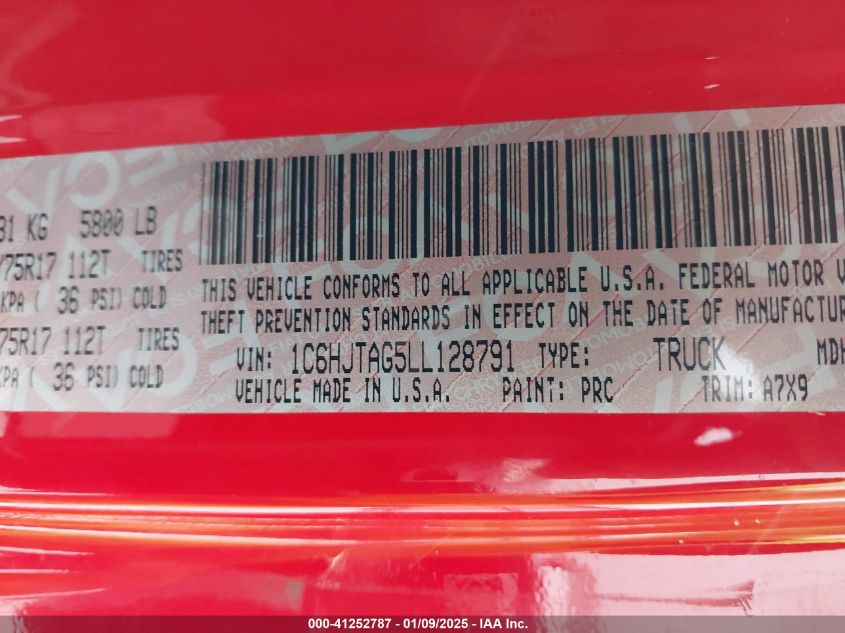 31 KG 5800 LB
75R17 112T TIRES
KPA ( 36 PSI) COLD
75R17 112T TIRES
KPA ( 36 PSI) COLD
THIS VEHICLE CONFORMS TO ALL APPLICABLE U.S.A. FEDERAL MOTOR V
THEFT PREVENTION STANDARDS IN EFFECT ON THE DATE OF MANUFACTUR
VIN: 1C6HJTAG5LL128791 TYPE: TRUCK MDH
VEHICLE MADE IN U.S.A. PAINT: PRC TRIM: A7X9
000-41252787 - 01/09/2025 - IAA Inc.